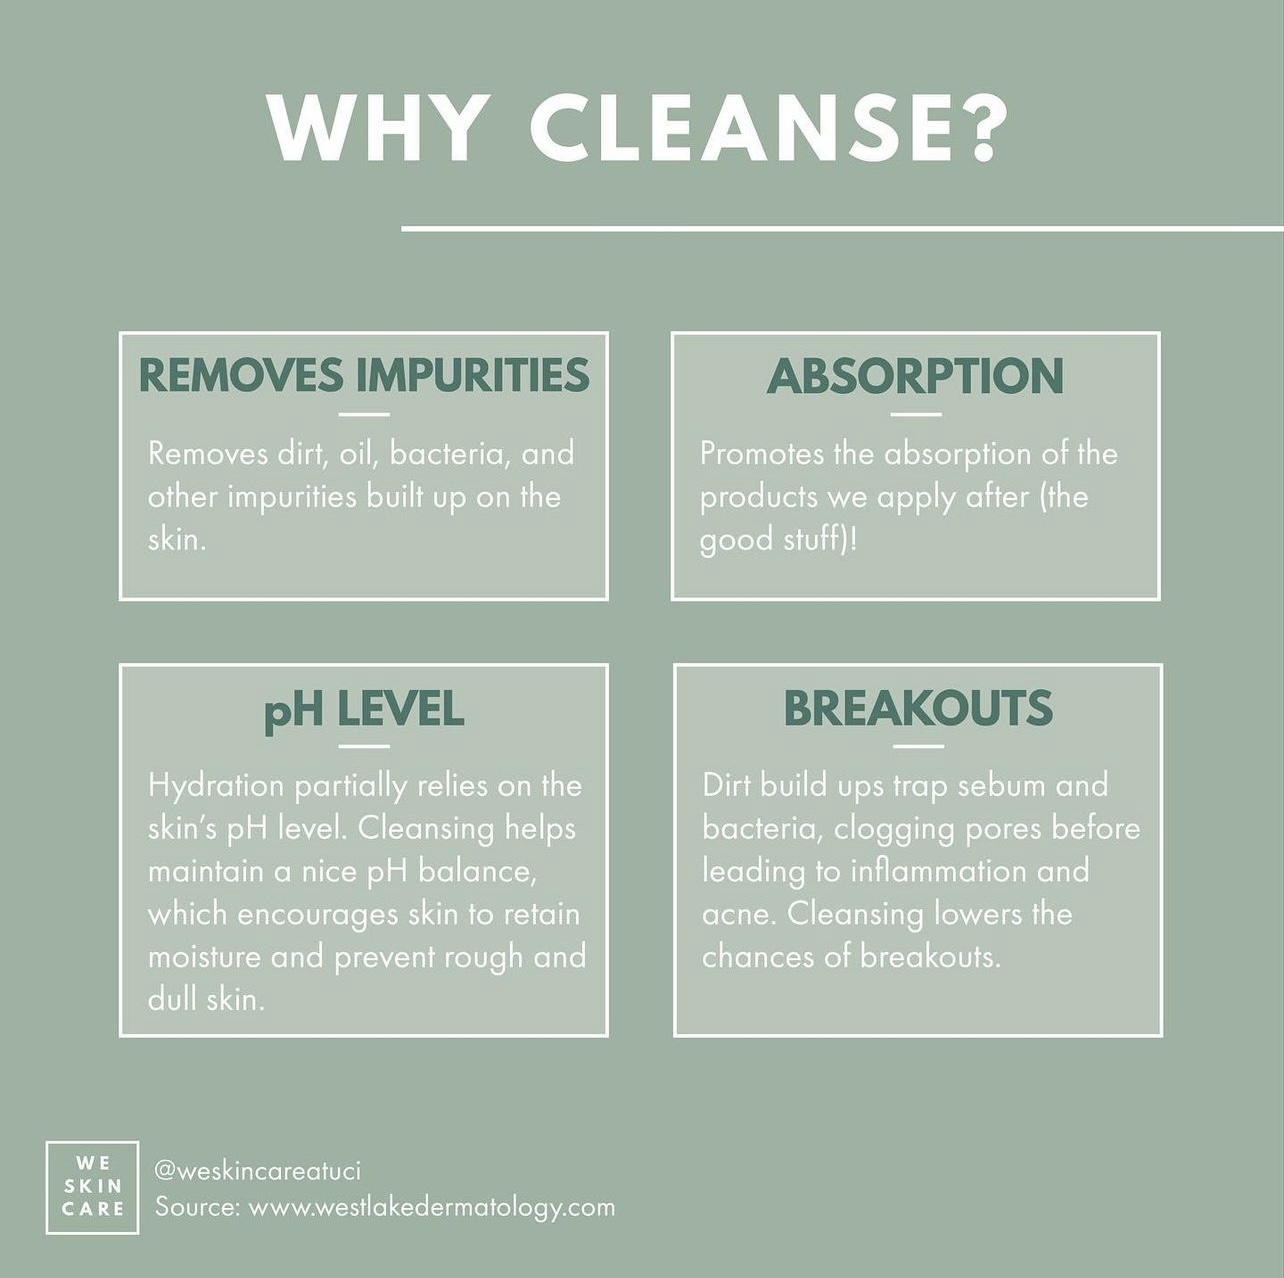 WHY CLEANSE?
REMOVES IMPURITIES
Removes dirt, oil, bacteria, and
other impurities built up on the
skin.
ABSORPTION
Promotes the absorption of the
products we apply after (the
good stuff)!
pH LEVEL
Hydration partially relies on the
skin's pH level. Cleansing helps
maintain a nice pH balance,
which encourages skin to retain
moisture and prevent rough and
dull skin.
BREAKOUTS
Dirt build ups trap sebum and
bacteria, clogging pores before
leading to inflammation and
acne. Cleansing lowers the
chances of breakouts.
WE
SKIN
CARE
@weskincareatuci
Source: www.westlakedermatology.com